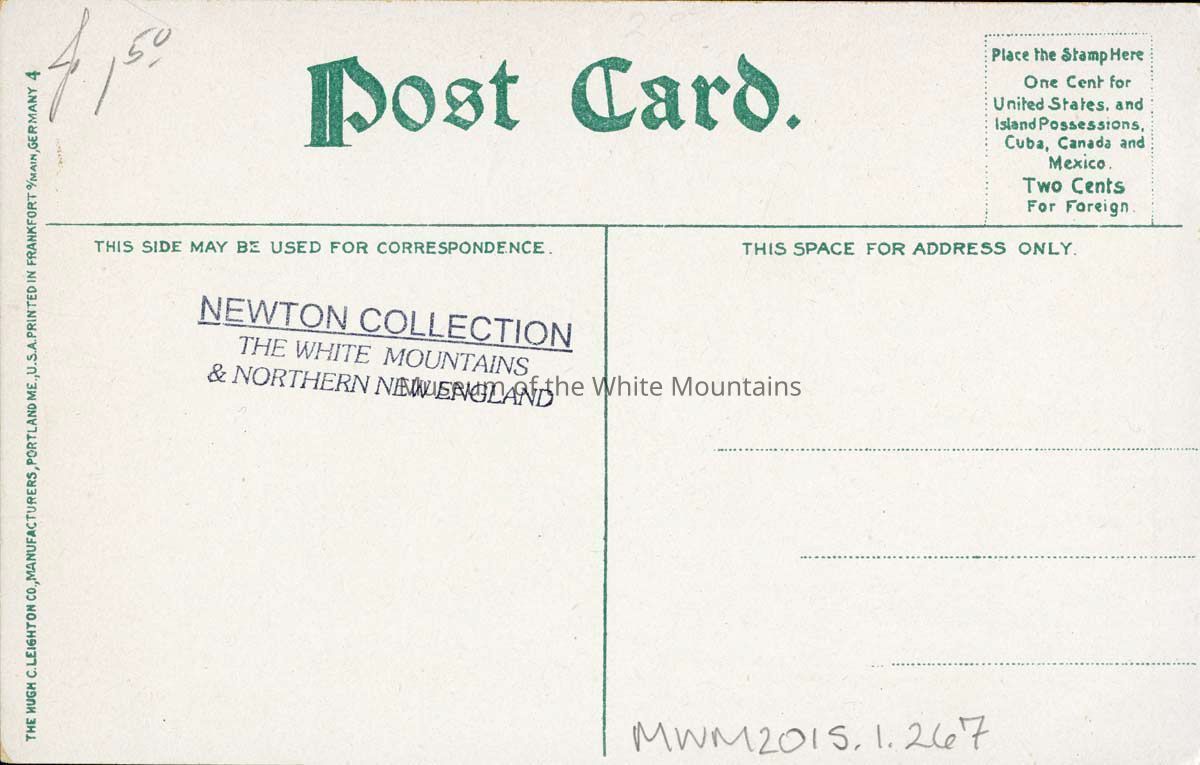 1.50
Post Card.
Place the Stamp Here
One Cent for
United States, and
Island Possessions,
Cuba, Canada and
Mexico.
Two Cents
For Foreign.
THIS SIDE MAY BE USED FOR CORRESPONDENCE.
THIS SPACE FOR ADDRESS ONLY.
NEWTON COLLECTION
THE WHITE MOUNTAINS
& NORTHERN NEW ENGLAND
Museum of the White Mountains
MWM2015.1.267
THE HUGH C. LEIGHTON CO., MANUFACTURERS, PORTLAND ME., U.S.A. PRINTED IN FRANKFORT o/MAIN, GERMANY 4